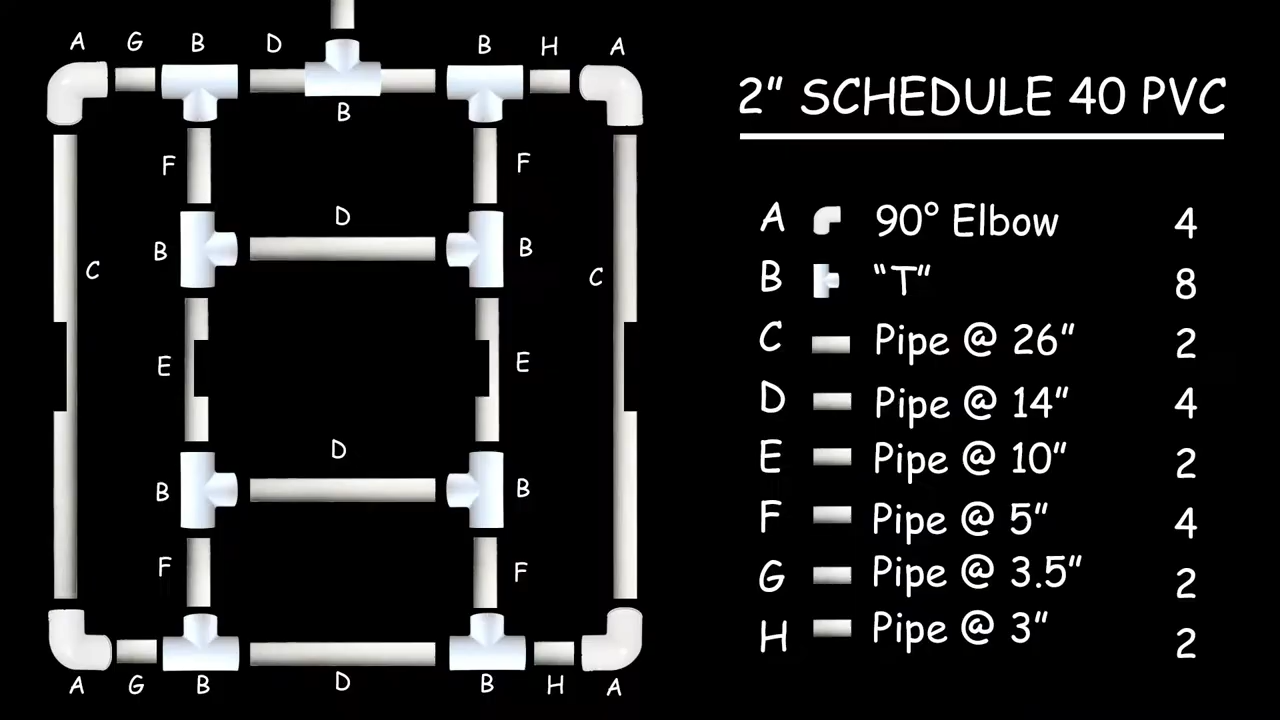 A G B D B H A
B
F F
D
B B
C C
E E
D
B B
F F
A G B D B H A
2" SCHEDULE 40 PVC
A 90° Elbow 4
B "T" 8
C Pipe @ 26" 2
D Pipe @ 14" 4
E Pipe @ 10" 2
F Pipe @ 5" 4
G Pipe @ 3.5" 2
H Pipe @ 3" 2